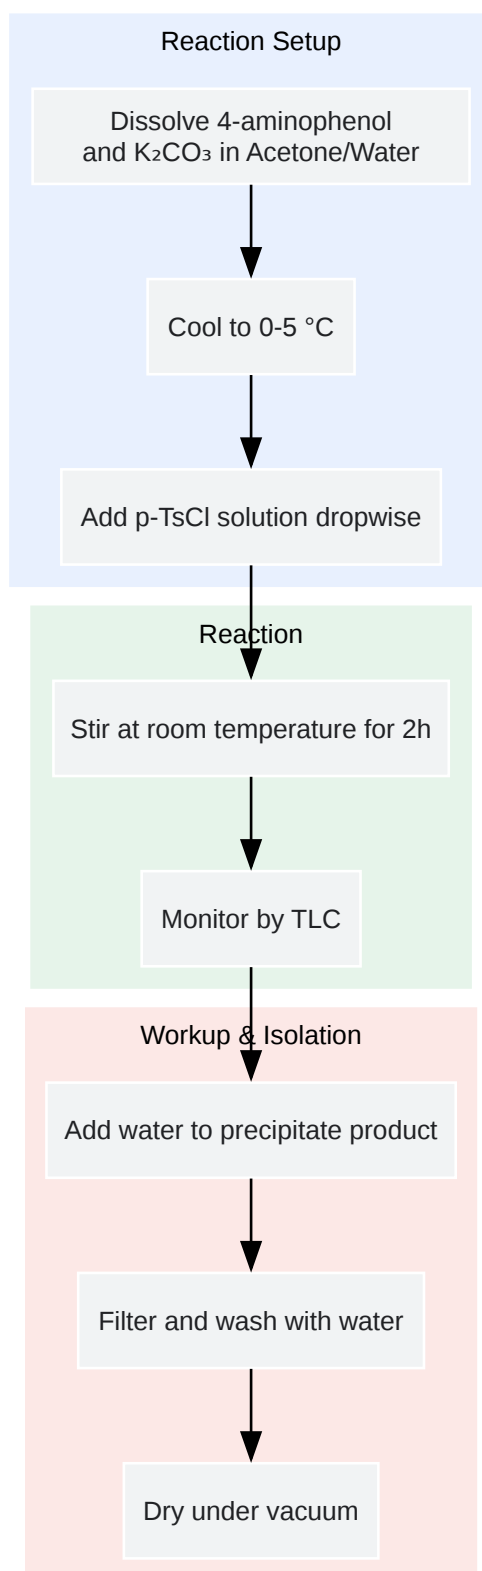 Reaction Setup
Dissolve 4-aminophenol
and K₂CO₃ in Acetone/Water
Cool to 0-5 °C
Add p-TsCl solution dropwise
Reaction
Stir at room temperature for 2h
Monitor by TLC
Workup & Isolation
Add water to precipitate product
Filter and wash with water
Dry under vacuum